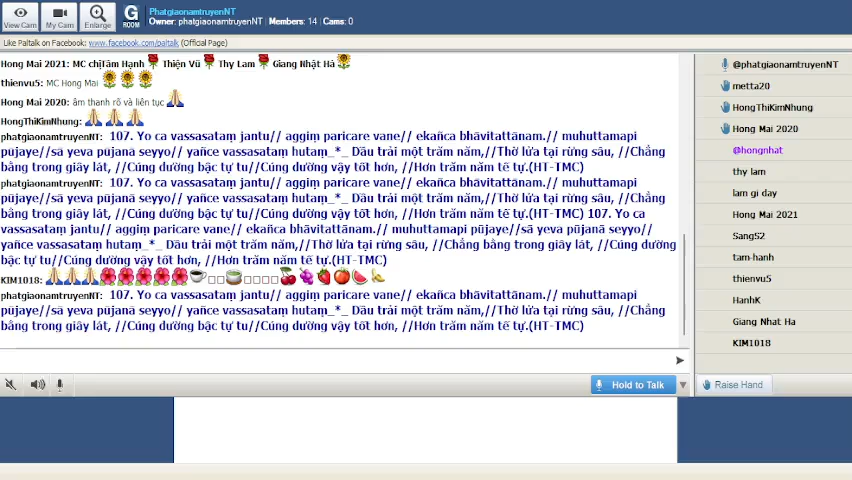 PhatgiaonamtruyenNT
Owner: phatgiaonamtruyenNT | Members: 14 | Cams: 0
View Cam
My Cam
Enlarge
G
ROOM
Like Paltalk on Facebook: www.facebook.com/paltalk (Official Page)
Hong Mai 2021: MC chịTâm Hạnh Thiện Vũ Thy Lam Giang Nhật Hà
thienvu5: MC Hong Mai
Hong Mai 2020: âm thanh rõ và liên tục
HongThiKimNhung:
phatgiaonamtruyenNT: 107. Yo ca vassasataṃ jantu// aggiṃ paricare vane// ekañca bhāvitattānaṃ.// muhuttamapi
pūjaye//sā yeva pūjanā seyyo// yañce vassasataṃ hutaṃ_*_ Dầu trải một trăm năm,//Thờ lửa tại rừng sâu, //Chẳng
bằng trong giây lát, //Cúng dường bậc tự tu//Cúng dường vậy tốt hơn, //Hơn trăm năm tế tự.(HT-TMC)
phatgiaonamtruyenNT: 107. Yo ca vassasataṃ jantu// aggiṃ paricare vane// ekañca bhāvitattānaṃ.// muhuttamapi
pūjaye//sā yeva pūjanā seyyo// yañce vassasataṃ hutaṃ_*_ Dầu trải một trăm năm,//Thờ lửa tại rừng sâu, //Chẳng
bằng trong giây lát, //Cúng dường bậc tự tu//Cúng dường vậy tốt hơn, //Hơn trăm năm tế tự.(HT-TMC) 107. Yo ca
vassasataṃ jantu// aggiṃ paricare vane// ekañca bhāvitattānaṃ.// muhuttamapi pūjaye//sā yeva pūjanā seyyo//
yañce vassasataṃ hutaṃ_*_ Dầu trải một trăm năm,//Thờ lửa tại rừng sâu, //Chẳng bằng trong giây lát, //Cúng dường
bậc tự tu//Cúng dường vậy tốt hơn, //Hơn trăm năm tế tự.(HT-TMC)
KIM1018:
phatgiaonamtruyenNT: 107. Yo ca vassasataṃ jantu// aggiṃ paricare vane// ekañca bhāvitattānaṃ.// muhuttamapi
pūjaye//sā yeva pūjanā seyyo// yañce vassasataṃ hutaṃ_*_ Dầu trải một trăm năm,//Thờ lửa tại rừng sâu, //Chẳng
bằng trong giây lát, //Cúng dường bậc tự tu//Cúng dường vậy tốt hơn, //Hơn trăm năm tế tự.(HT-TMC)
Hold to Talk
@phatgiaonamtruyenNT
metta20
HongThiKimNhung
Hong Mai 2020
@hongnhat
thy lam
lam gi day
Hong Mai 2021
Sang52
tam-hanh
thienvu5
HanhK
Giang Nhat Ha
KIM1018
Raise Hand